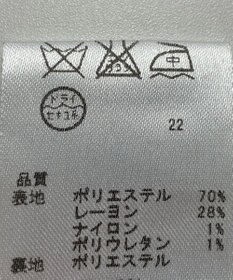 中
ドライ
セキユ系
22
品質
表地 ポリエステル 70%
レーヨン 28%
ナイロン 1%
ポリウレタン 1%
裏地 ポリエステル